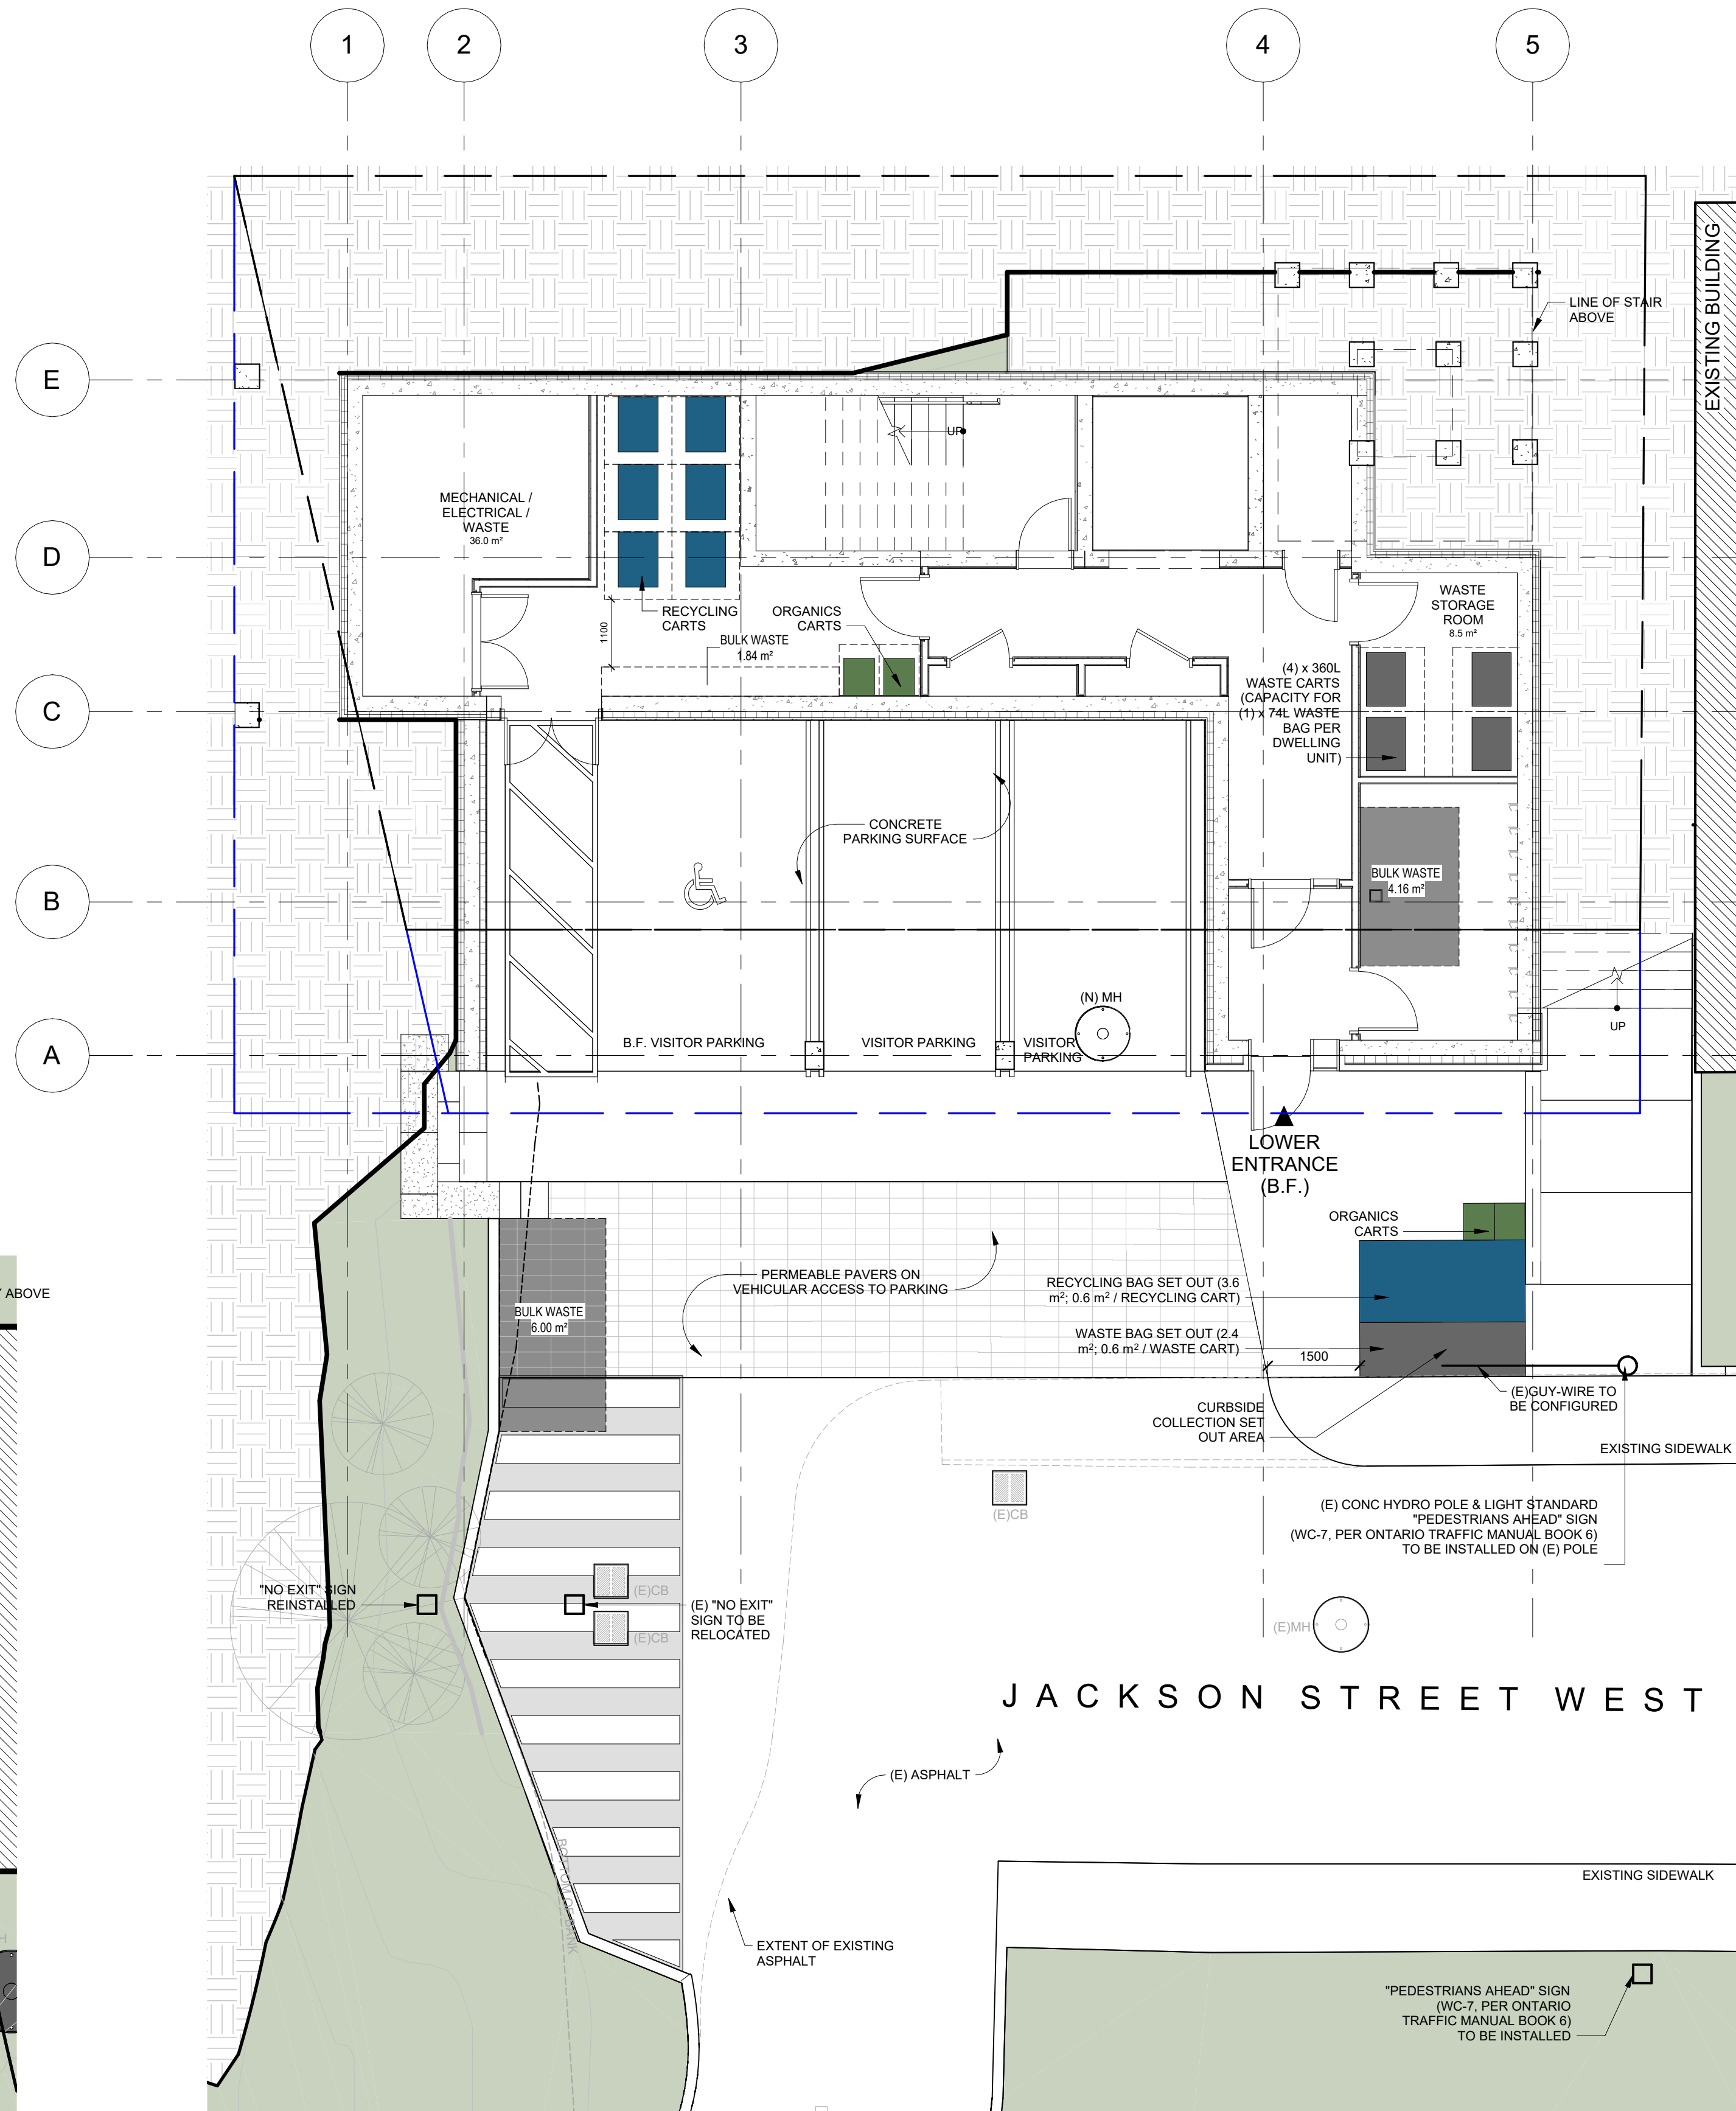 1
2
3
4
5
E
D
C
B
A
EXISTING BUILDING
LINE OF STAIR
ABOVE
UP
MECHANICAL /
ELECTRICAL /
WASTE
36.0 m²
RECYCLING
CARTS
ORGANICS
CARTS
BULK WASTE
1.84 m²
1100
WASTE
STORAGE
ROOM
8.5 m²
(4) x 360L
WASTE CARTS
(CAPACITY FOR
(1) x 74L WASTE
BAG PER
DWELLING
UNIT)
CONCRETE
PARKING SURFACE
BULK WASTE
4.16 m²
(N) MH
UP
B.F. VISITOR PARKING
VISITOR PARKING
VISITOR
PARKING
LOWER
ENTRANCE
(B.F.)
ORGANICS
CARTS
Y ABOVE
PERMEABLE PAVERS ON
VEHICULAR ACCESS TO PARKING
RECYCLING BAG SET OUT (3.6
m²; 0.6 m² / RECYCLING CART)
BULK WASTE
6.00 m²
WASTE BAG SET OUT (2.4
m²; 0.6 m² / WASTE CART)
1500
(E)GUY-WIRE TO
BE CONFIGURED
CURBSIDE
COLLECTION SET
OUT AREA
EXISTING SIDEWALK
(E)CB
(E) CONC HYDRO POLE & LIGHT STANDARD
"PEDESTRIANS AHEAD" SIGN
(WC-7, PER ONTARIO TRAFFIC MANUAL BOOK 6)
TO BE INSTALLED ON (E) POLE
"NO EXIT" SIGN
REINSTALLED
(E)CB
(E)CB
(E) "NO EXIT"
SIGN TO BE
RELOCATED
(E)MH
JACKSON STREET WEST
(E) ASPHALT
BOTTOM OF BANK
EXISTING SIDEWALK
EXTENT OF EXISTING
ASPHALT
H
"PEDESTRIANS AHEAD" SIGN
(WC-7, PER ONTARIO
TRAFFIC MANUAL BOOK 6)
TO BE INSTALLED